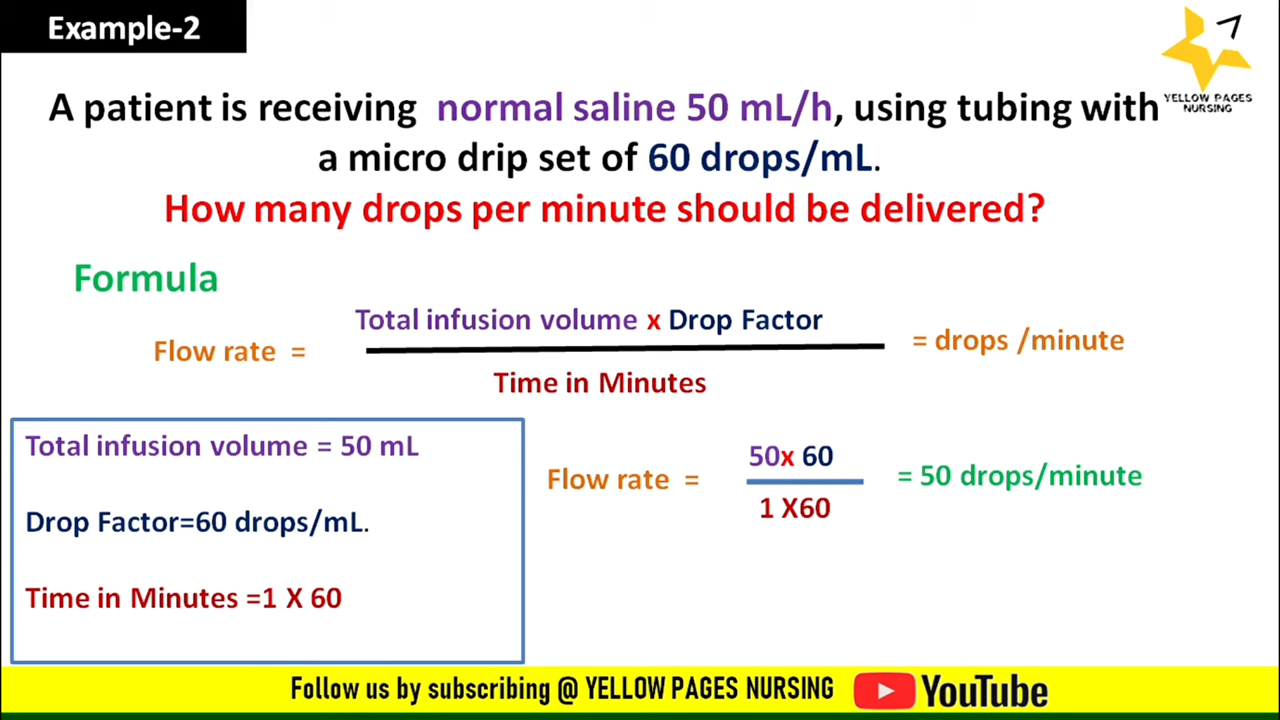 Example-2
YELLOW PAGES
NURSING
A patient is receiving normal saline 50 mL/h, using tubing with
a micro drip set of 60 drops/mL.
How many drops per minute should be delivered?
Formula
Flow rate =
Total infusion volume x Drop Factor
Time in Minutes
= drops /minute
Total infusion volume = 50 mL
Drop Factor=60 drops/mL.
Time in Minutes =1 X 60
Flow rate =
50x 60
1 X60
= 50 drops/minute
Follow us by subscribing @ YELLOW PAGES NURSING YouTube